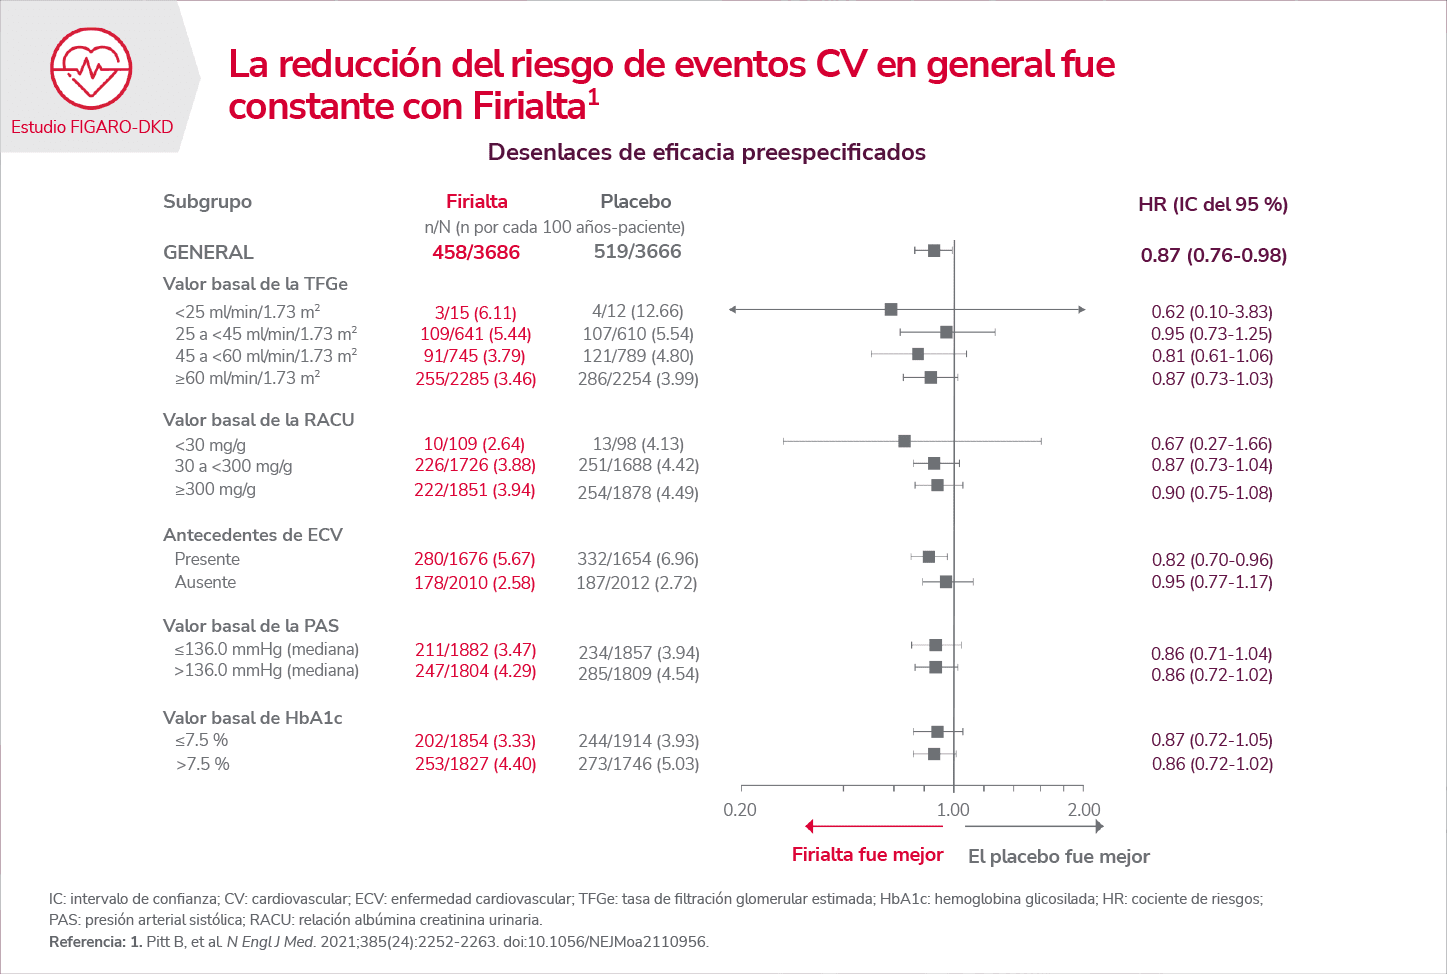 Estudio FIGARO-DKD
La reducción del riesgo de eventos CV en general fue
constante con Firialta¹
Desenlaces de eficacia preespecificados
Subgrupo Firialta Placebo HR (IC del 95 %)
n/N (n por cada 100 años-paciente)
GENERAL 458/3686 519/3666 0.87 (0.76-0.98)
Valor basal de la TFGe
<25 ml/min/1.73 m² 3/15 (6.11) 4/12 (12.66) 0.62 (0.10-3.83)
25 a <45 ml/min/1.73 m² 109/641 (5.44) 107/610 (5.54) 0.95 (0.73-1.25)
45 a <60 ml/min/1.73 m² 91/745 (3.79) 121/789 (4.80) 0.81 (0.61-1.06)
≥60 ml/min/1.73 m² 255/2285 (3.46) 286/2254 (3.99) 0.87 (0.73-1.03)
Valor basal de la RACU
<30 mg/g 10/109 (2.64) 13/98 (4.13) 0.67 (0.27-1.66)
30 a <300 mg/g 226/1726 (3.88) 251/1688 (4.42) 0.87 (0.73-1.04)
≥300 mg/g 222/1851 (3.94) 254/1878 (4.49) 0.90 (0.75-1.08)
Antecedentes de ECV
Presente 280/1676 (5.67) 332/1654 (6.96) 0.82 (0.70-0.96)
Ausente 178/2010 (2.58) 187/2012 (2.72) 0.95 (0.77-1.17)
Valor basal de la PAS
≤136.0 mmHg (mediana) 211/1882 (3.47) 234/1857 (3.94) 0.86 (0.71-1.04)
>136.0 mmHg (mediana) 247/1804 (4.29) 285/1809 (4.54) 0.86 (0.72-1.02)
Valor basal de HbA1c
≤7.5 % 202/1854 (3.33) 244/1914 (3.93) 0.87 (0.72-1.05)
>7.5 % 253/1827 (4.40) 273/1746 (5.03) 0.86 (0.72-1.02)
0.20 1.00 2.00
Firialta fue mejor El placebo fue mejor
IC: intervalo de confianza; CV: cardiovascular; ECV: enfermedad cardiovascular; TFGe: tasa de filtración glomerular estimada; HbA1c: hemoglobina glicosilada; HR: cociente de riesgos;
PAS: presión arterial sistólica; RACU: relación albúmina creatinina urinaria.
Referencia: 1. Pitt B, et al. N Engl J Med. 2021;385(24):2252-2263. doi:10.1056/NEJMoa2110956.